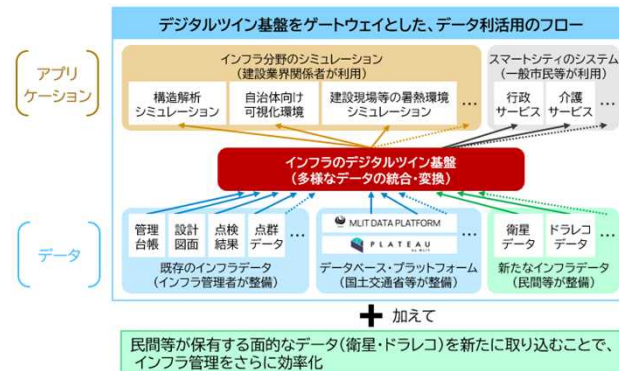 デジタルツイン基盤をゲートウェイとした、データ利活用のフロー
アプリ
ケーション
インフラ分野のシミュレーション
(建設業界関係者が利用)
構造解析
シミュレーション
自治体向け
可視化環境
建設現場等の暑熱環境
シミュレーション
…
スマートシティのシステム
(一般市民等が利用)
行政
サービス
介護
サービス
…
インフラのデジタルツイン基盤
(多様なデータの統合・変換)
データ
管理
台帳
設計
図面
点検
結果
点群
データ
…
既存のインフラデータ
(インフラ管理者が整備)
MLIT DATA PLATFORM
PLATEAU
by MLIT
…
データベース・プラットフォーム
(国土交通省等が整備)
衛星
データ
ドラレコ
データ
…
新たなインフラデータ
(民間等が整備)
+ 加えて
民間等が保有する面的なデータ(衛星・ドラレコ)を新たに取り込むことで、
インフラ管理をさらに効率化